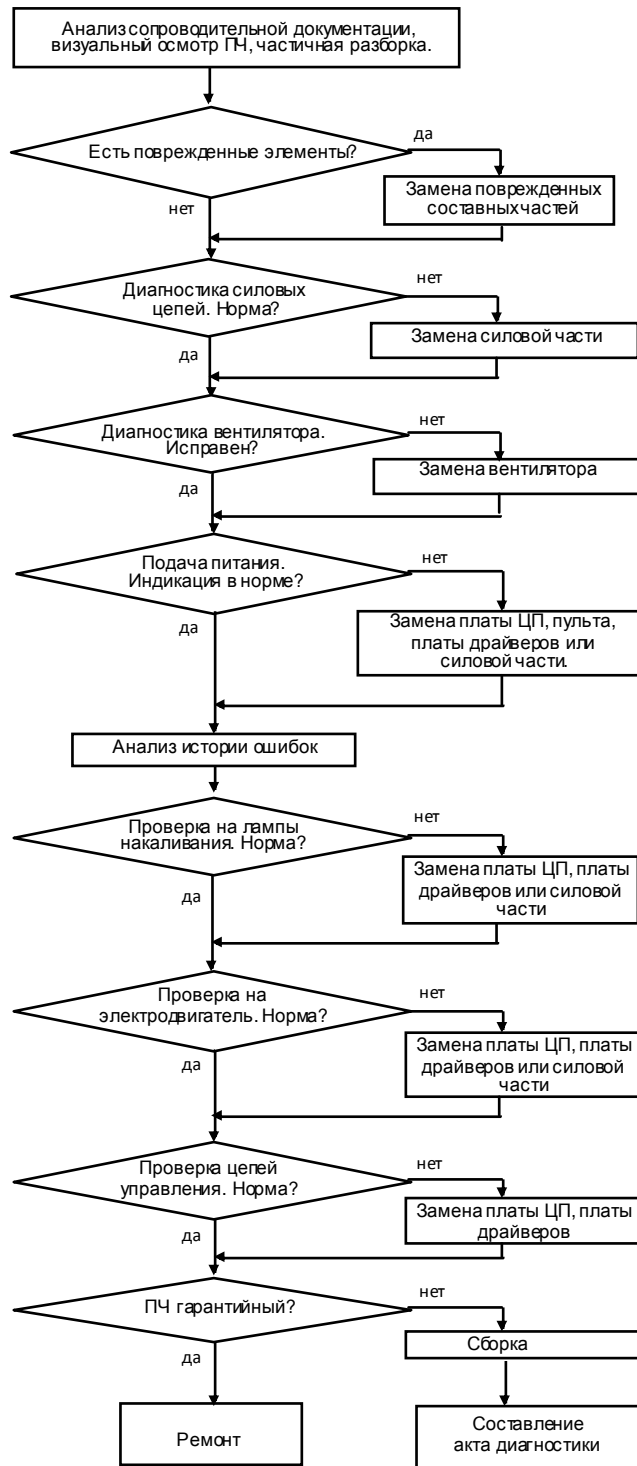 Анализ сопроводительной документации,
визуальный осмотр ПЧ, частичная разборка.
да
Есть поврежденные элементы?
Замена поврежденных
составных частей
нет
Диагностика силовых
цепей. Норма?
нет
Замена силовой части
да
Диагностика вентилятора.
Исправен?
нет
Замена вентилятора
да
Подача питания.
Индикация в норме?
нет
Замена платы ЦП, пульта,
платы драйверов или
силовой части.
да
Анализ истории ошибок
Проверка на лампы
накаливания. Норма?
нет
Замена платы ЦП, платы
драйверов или силовой
части
да
Проверка на
электродвигатель. Норма?
нет
Замена платы ЦП, платы
драйверов или силовой
части
да
Проверка цепей
управления. Норма?
нет
Замена платы ЦП, платы
драйверов
да
ПЧ гарантийный?
нет
Сборка
да
Ремонт
Составление
акта диагностики